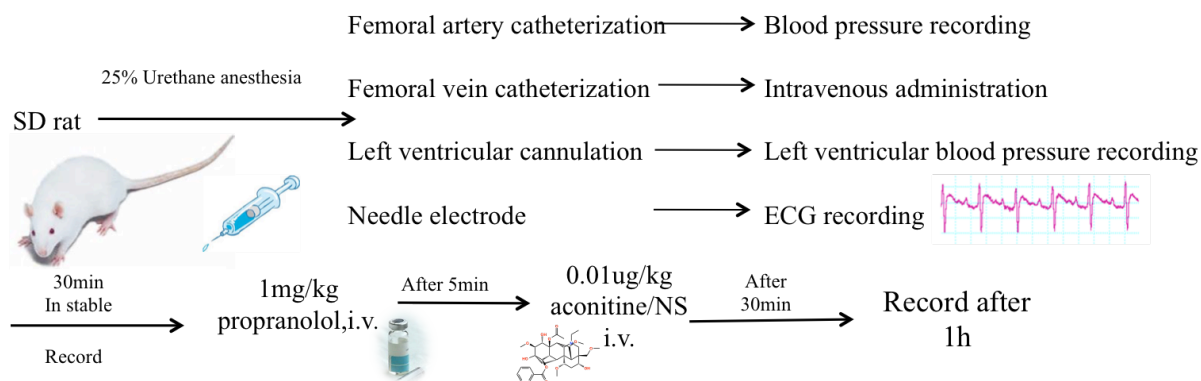 Femoral artery catheterization
Blood pressure recording
25% Urethane anesthesia
Femoral vein catheterization
Intravenous administration
SD rat
Left ventricular cannulation
Left ventricular blood pressure recording
Needle electrode
ECG recording
30min
In stable
Record
1mg/kg
propranolol,i.v.
After 5min
0.01ug/kg
aconitine/NS
i.v.
After
30min
Record after
1h